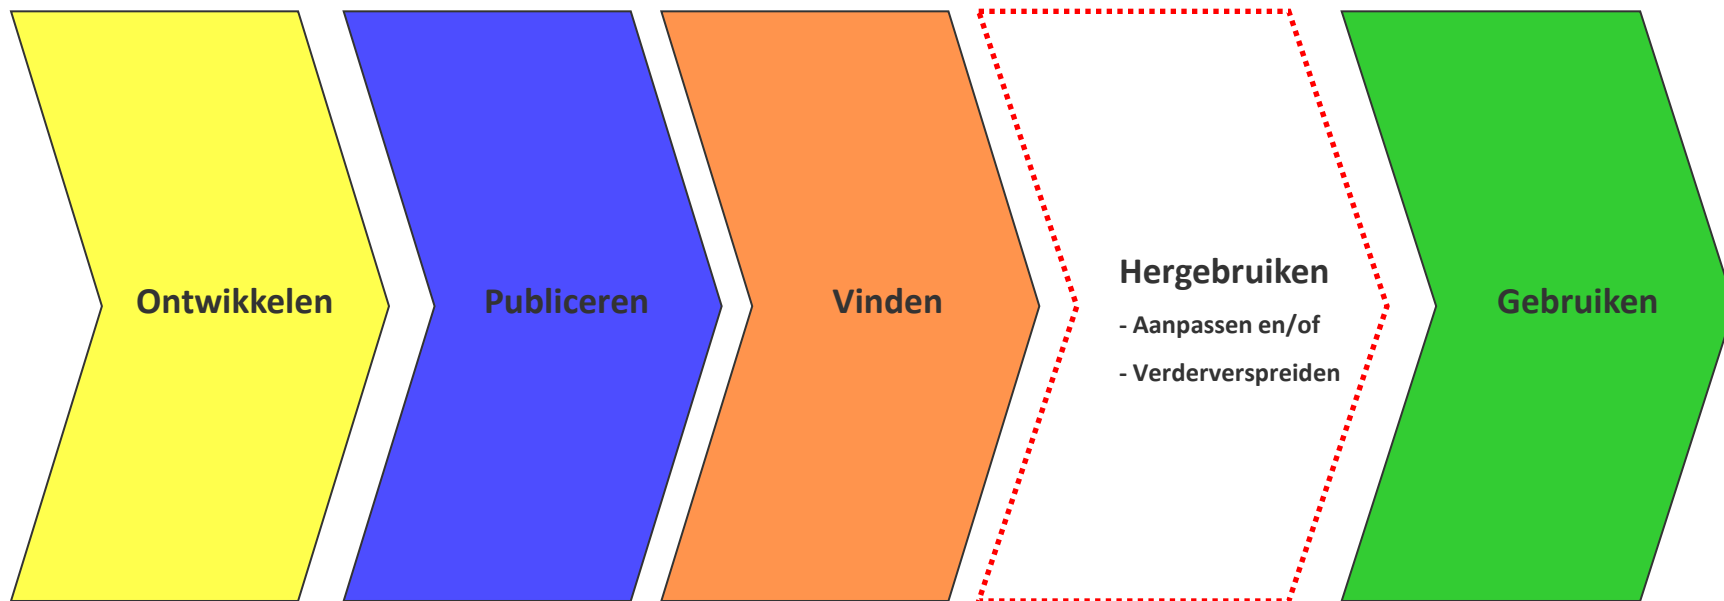 Ontwikkelen
Publiceren
Vinden
Hergebruiken
- Aanpassen en/of
- Verderverspreiden
Gebruiken